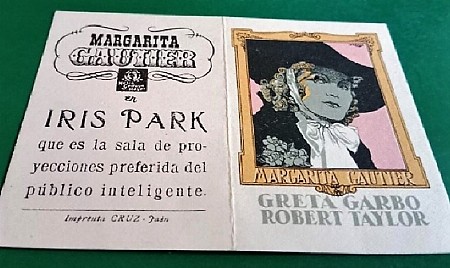 MARGARITA
GAUTIER
en
IRIS PARK
que es la sala de pro-
yecciones preferida del
público inteligente.
Imprenta CRUZ - Jaén
MARGARITA GAUTIER
GRETA GARBO
ROBERT TAYLOR